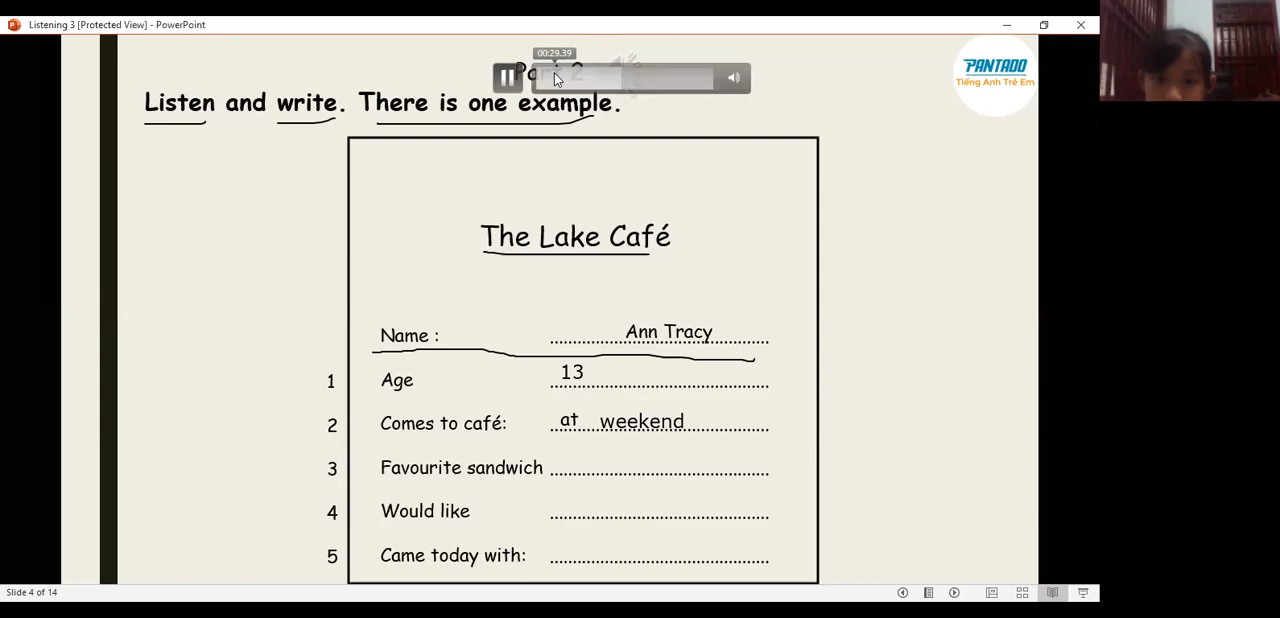 Listening 3 [Protected View] - PowerPoint
00:29.39
Part 2
PANTADO
Tiếng Anh Trẻ Em
Listen and write. There is one example.
The Lake Café
Name : Ann Tracy
1 Age 13
2 Comes to café: at weekend
3 Favourite sandwich
4 Would like
5 Came today with:
Slide 4 of 14